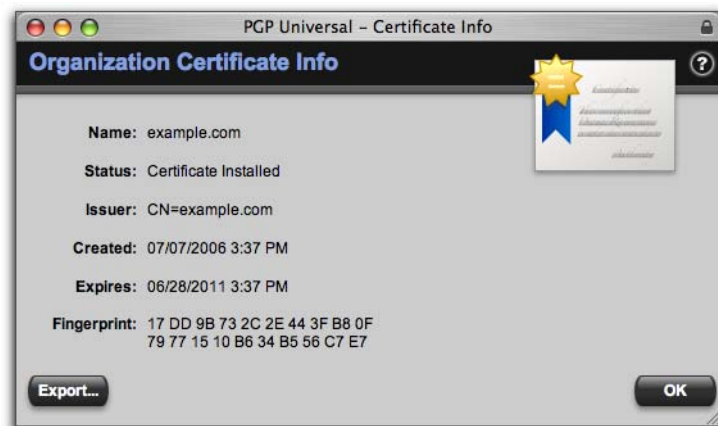 PGP Universal – Certificate Info
Organization Certificate Info
?
Name: example.com
Status: Certificate Installed
Issuer: CN=example.com
Created: 07/07/2006 3:37 PM
Expires: 06/28/2011 3:37 PM
Fingerprint: 17 DD 9B 73 2C 2E 44 3F B8 0F
79 77 15 10 B6 34 B5 56 C7 E7
Export... OK